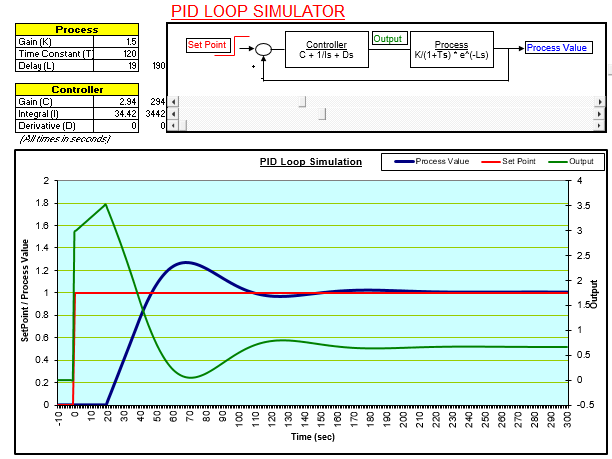 PID LOOP SIMULATOR
Process
Gain (K) 1.5
Time Constant (T 120
Delay (L) 19 190
Controller
Gain (C) 2.94 294
Integral (I) 34.42 3442
Derivative (D) 0 0
(All times in seconds)
Set Point
+
-
Controller
C + 1/Is + Ds
Output
Process
K/(1+Ts) * e^(-Ls)
Process Value
PID Loop Simulation
Process Value Set Point Output
SetPoint / Process Value
2
1.8
1.6
1.4
1.2
1
0.8
0.6
0.4
0.2
0
4
3.5
3
2.5
2
1.5
1
0.5
0
-0.5
Output
-10 0 10 20 30 40 50 60 70 80 90 100 110 120 130 140 150 160 170 180 190 200 210 220 230 240 250 260 270 280 290 300
Time (sec)